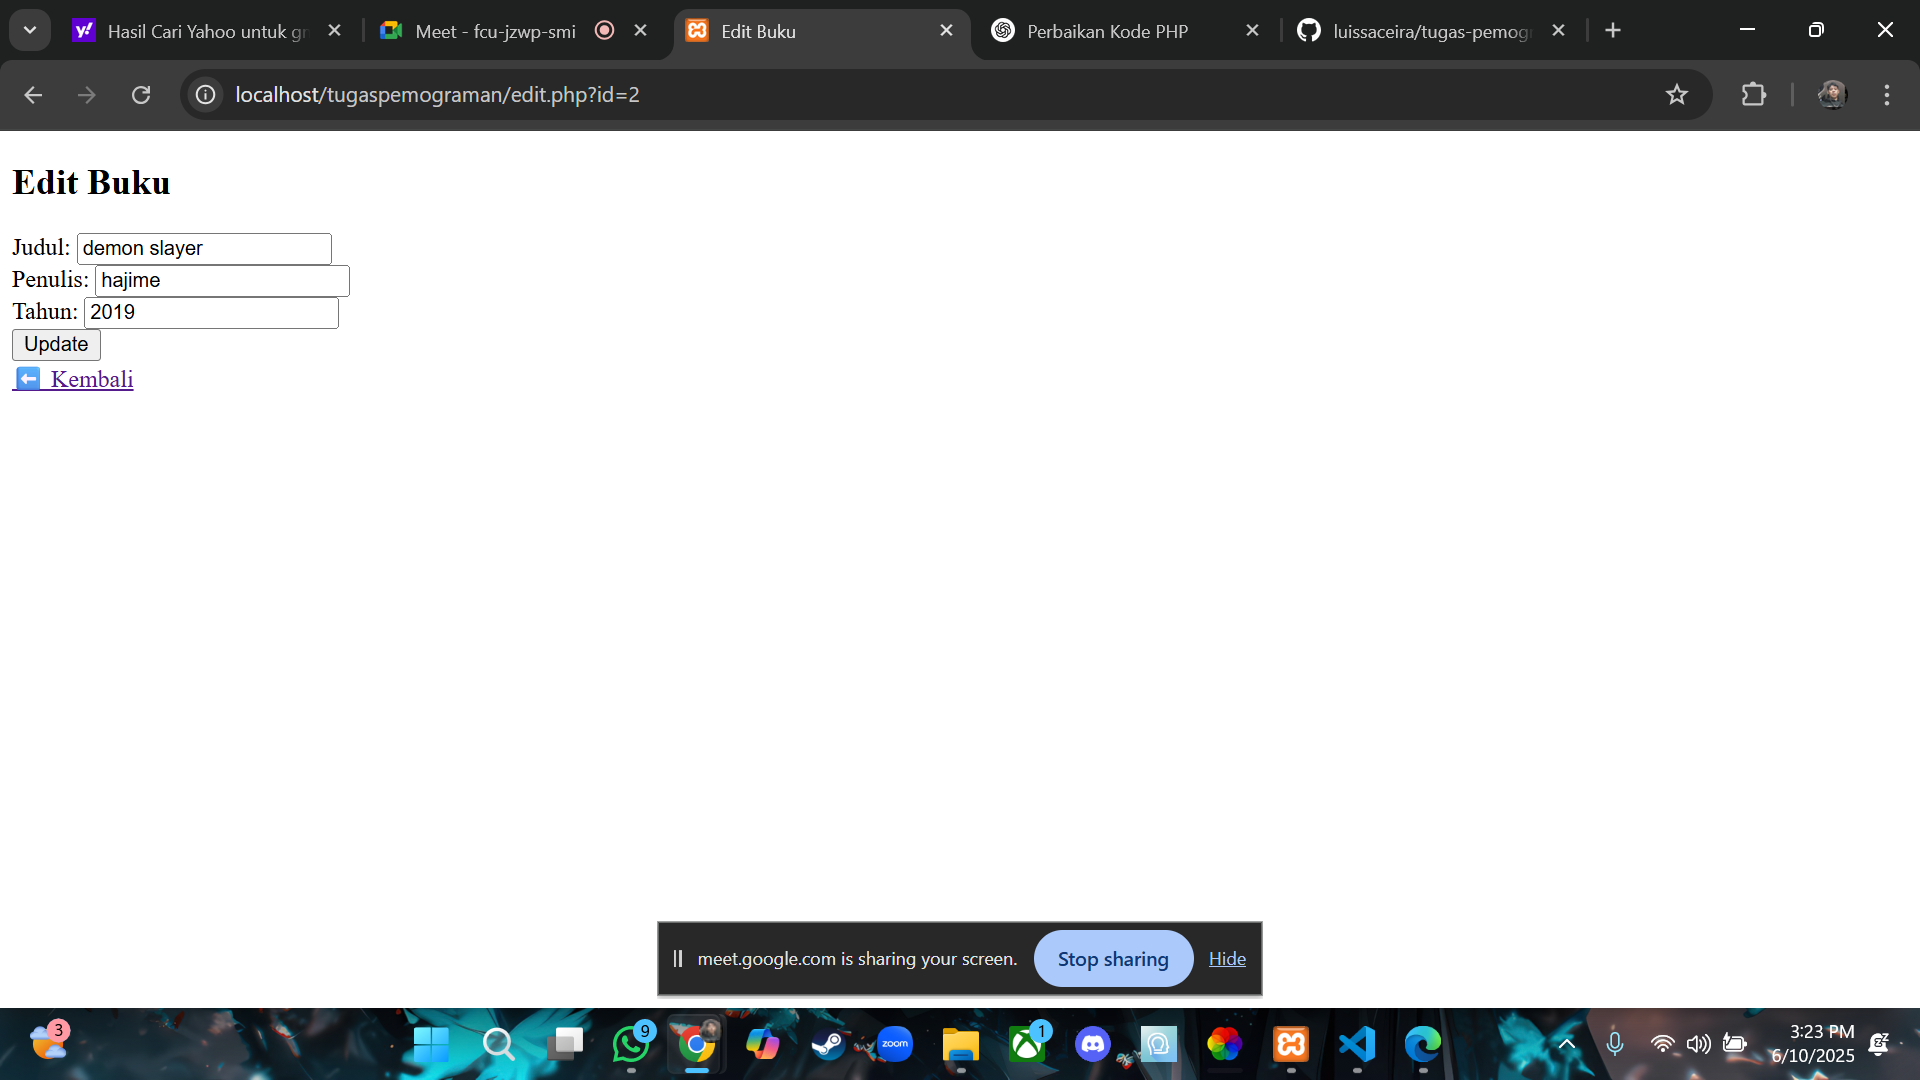 Hasil Cari Yahoo untuk gr
Meet - fcu-jzwp-smi
Edit Buku
Perbaikan Kode PHP
luissaceira/tugas-pemogr
localhost/tugaspemograman/edit.php?id=2
Edit Buku
Judul: demon slayer
Penulis: hajime
Tahun: 2019
Update
Kembali
meet.google.com is sharing your screen. Stop sharing Hide
3
9
zoom
1
3:23 PM
6/10/2025